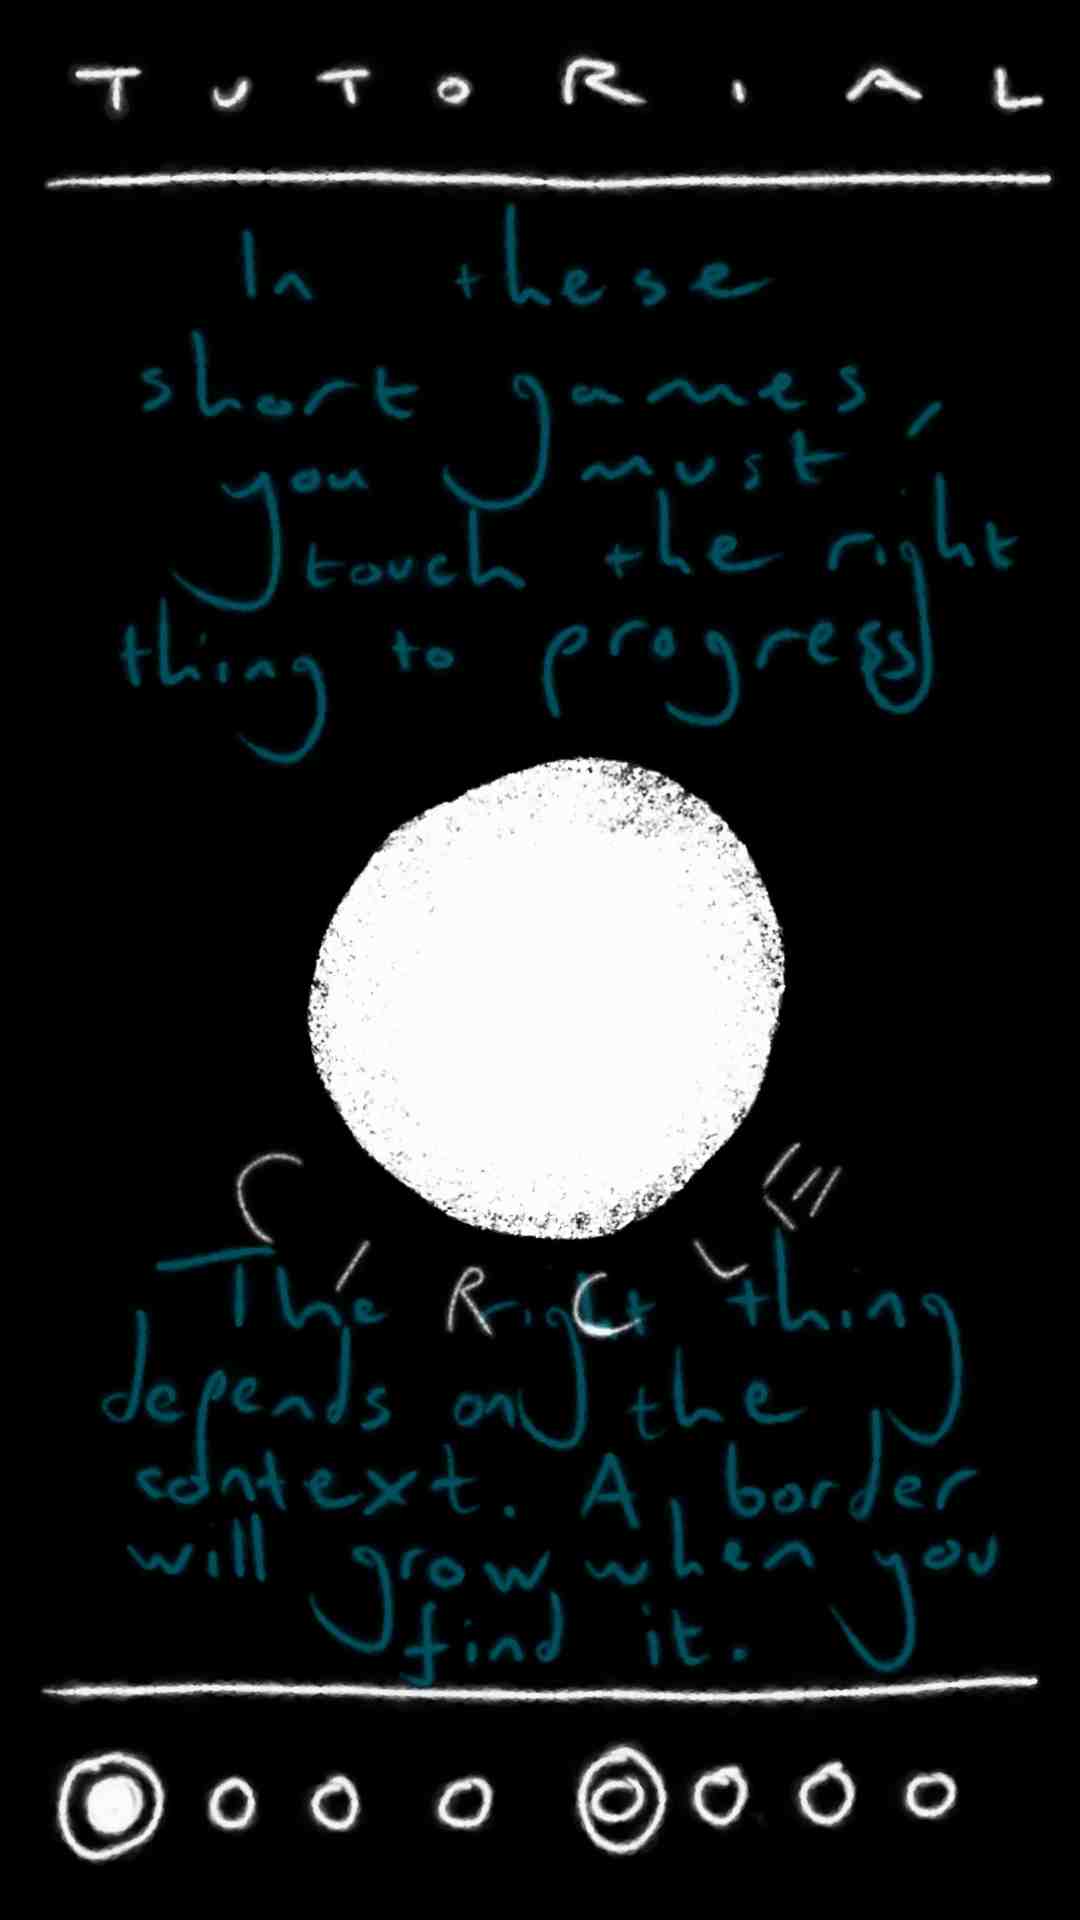 TUTORIAL
In these
short games,
you must
touch the right
thing to progress
CIRCLE
The right thing
depends on the
context. A border
will grow when you
find it.